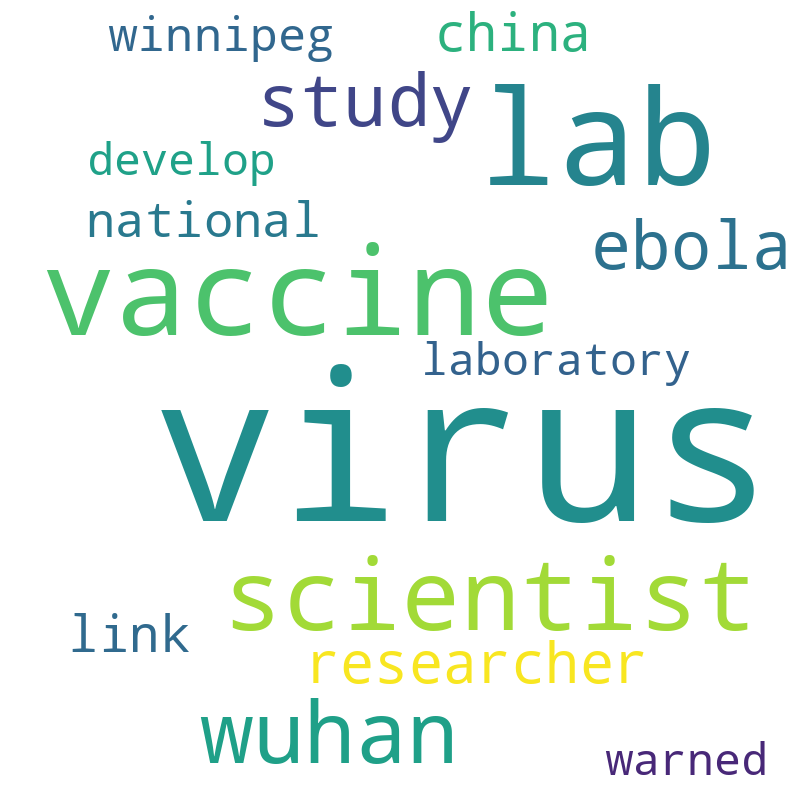 winnipeg china
study lab
develop
national ebola
vaccine
laboratory
virus
scientist
link
researcher
wuhan
warned